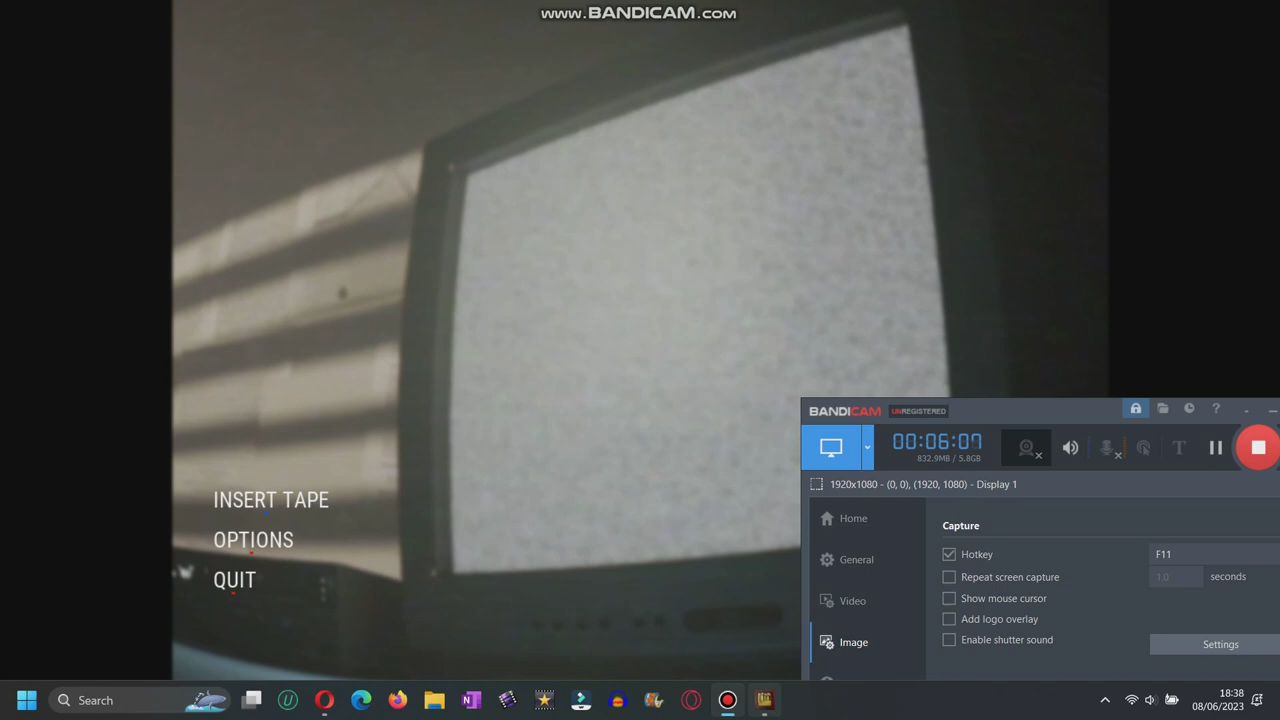 www.BANDICAM.com
INSERT TAPE
OPTIONS
QUIT
BANDICAM UNREGISTERED
00:06:07
832.9MB / 5.8GB
1920x1080 - (0, 0), (1920, 1080) - Display 1
Home
General
Video
Image
Capture
Hotkey F11
Repeat screen capture 1.0 seconds
Show mouse cursor
Add logo overlay
Enable shutter sound
Settings
Search
18:38
08/06/2023